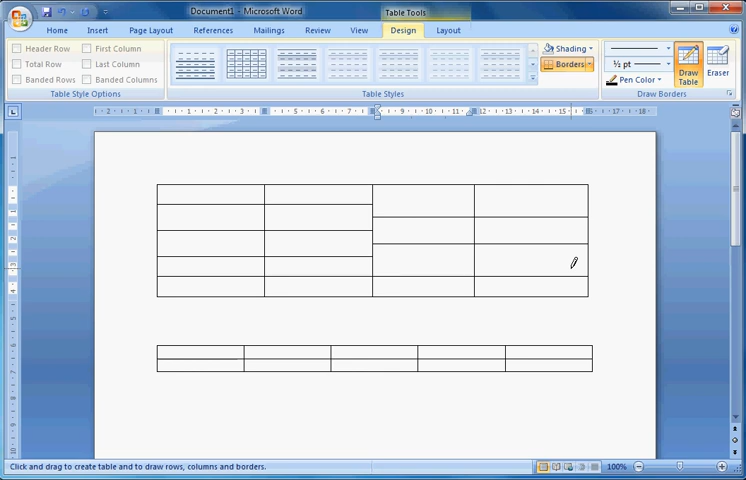 Document1 - Microsoft Word
Table Tools
Home Insert Page Layout References Mailings Review View Design Layout
Header Row First Column
Total Row Last Column
Banded Rows Banded Columns
Table Style Options
Table Styles
Shading
Borders
½ pt
Pen Color
Draw Table
Eraser
Draw Borders
Click and drag to create table and to draw rows, columns and borders.
100%